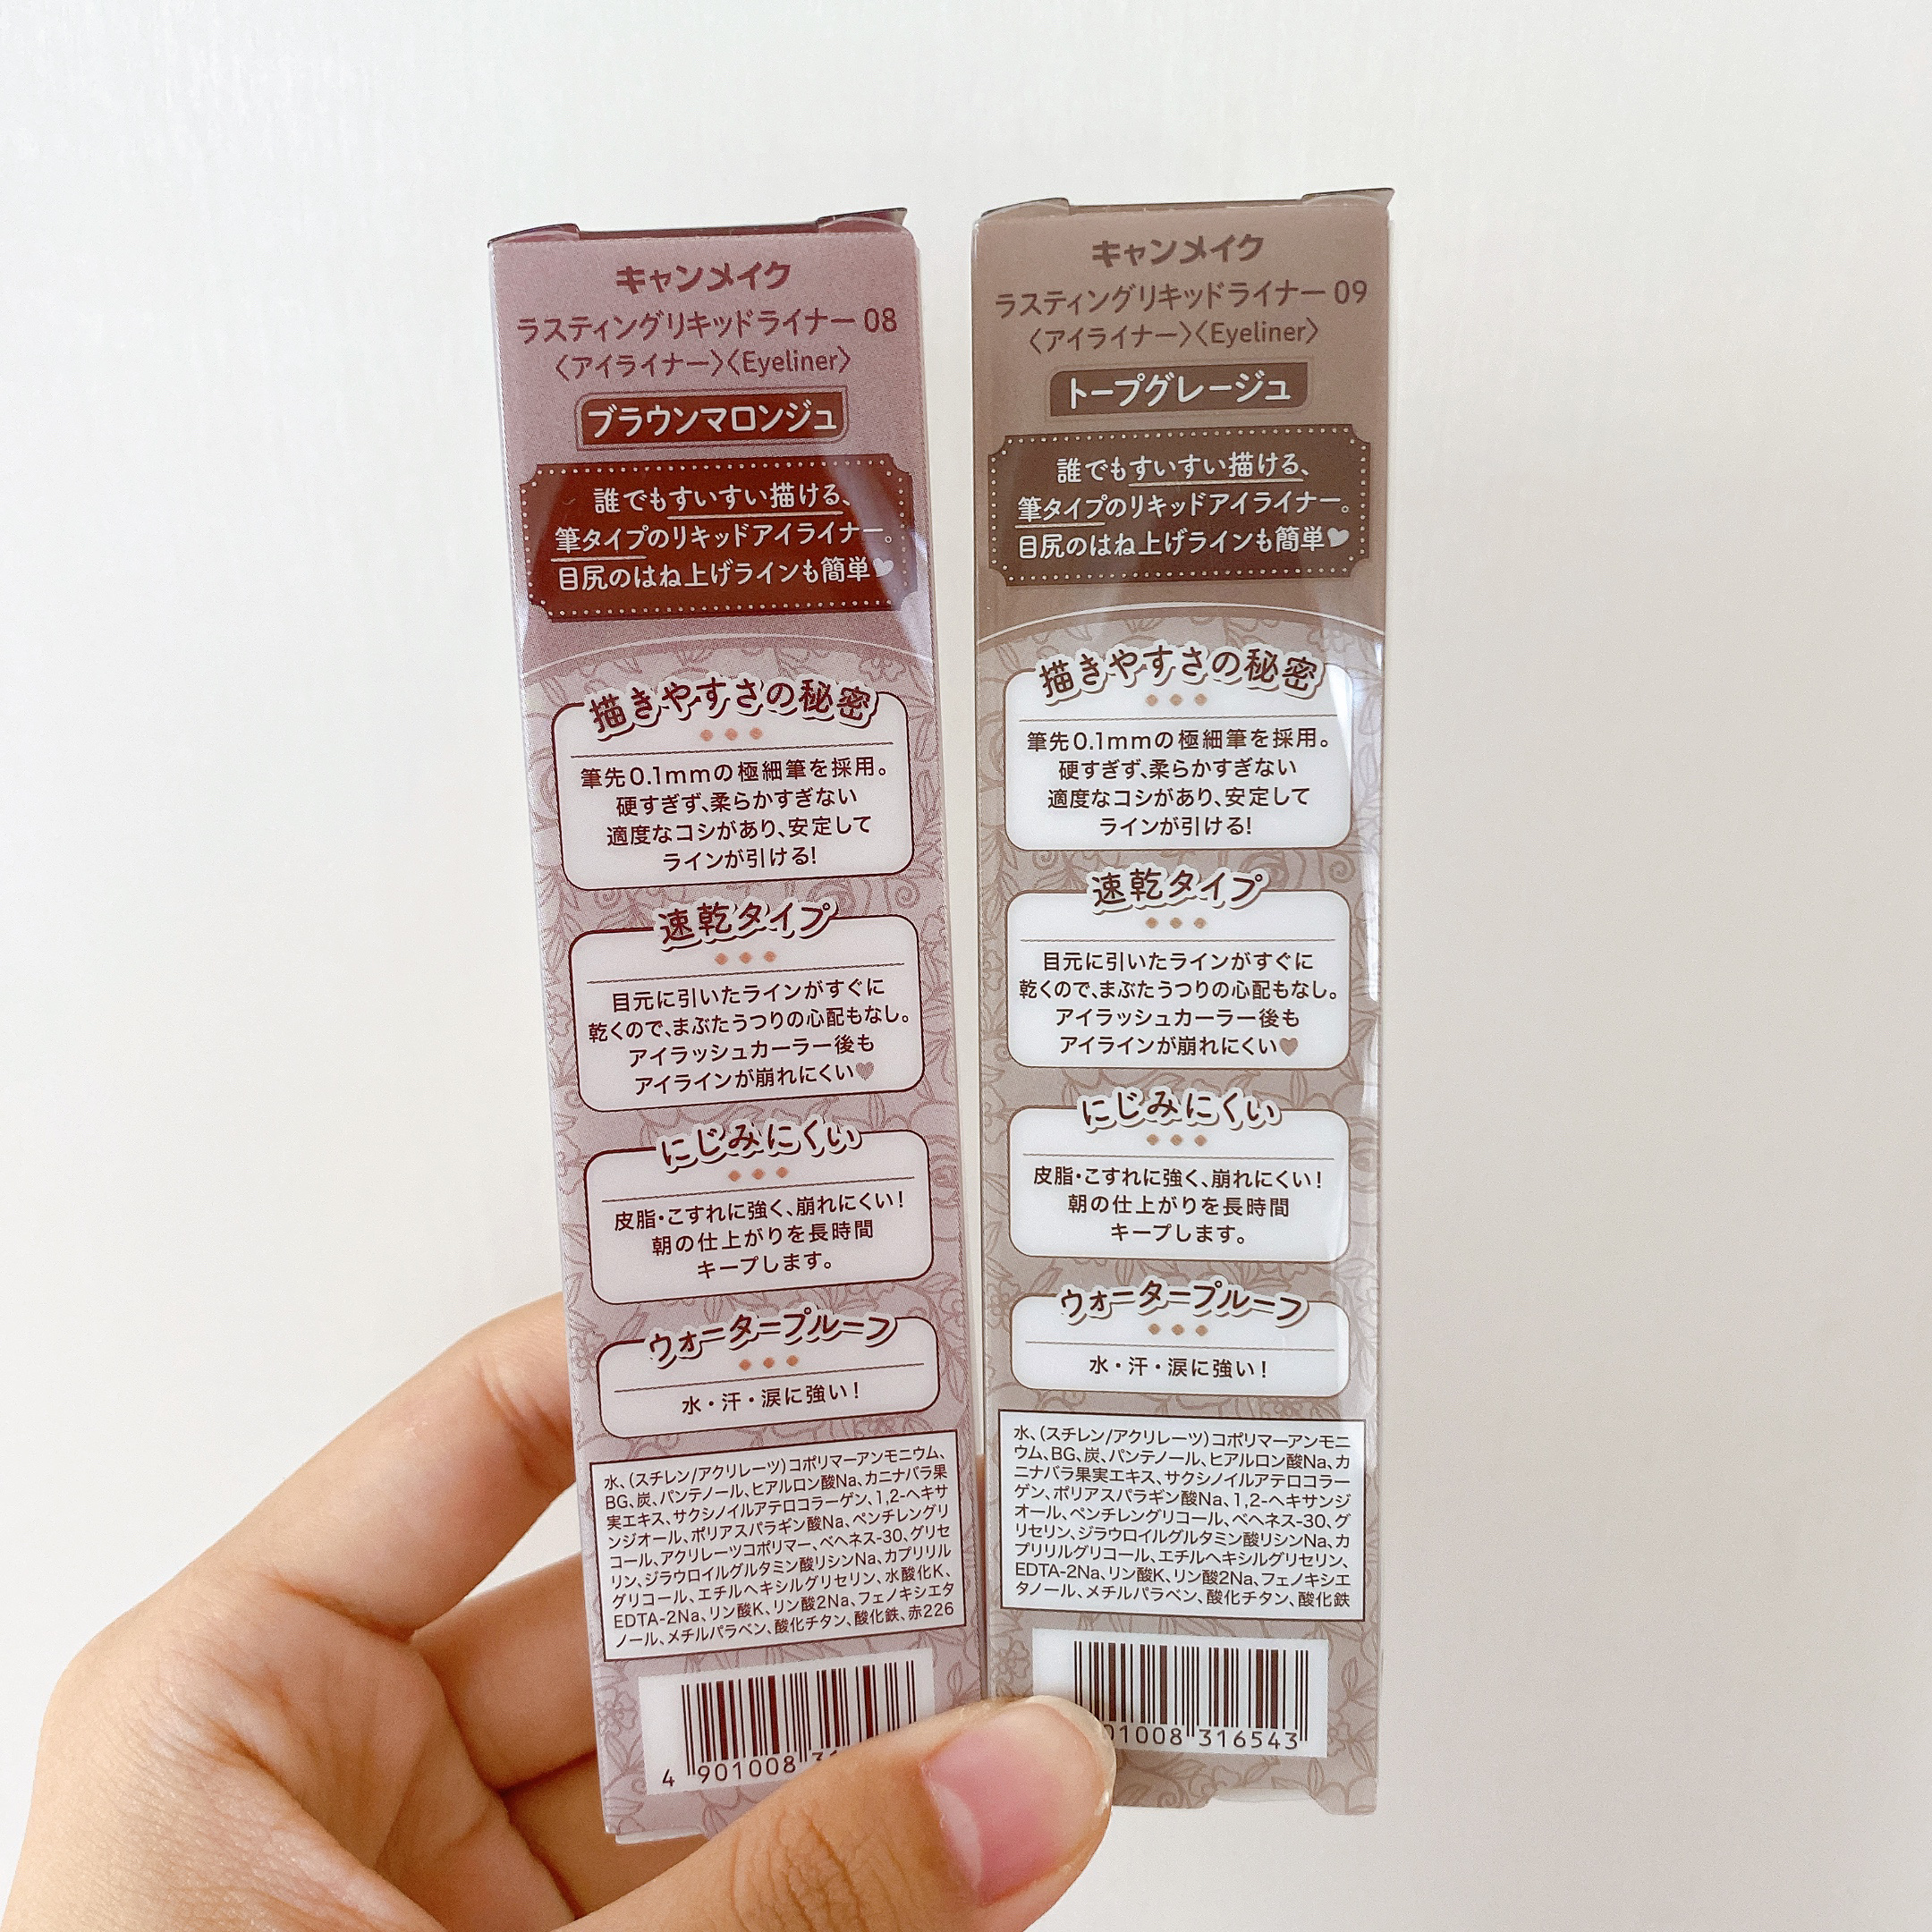 キャンメイク
ラスティングリキッドライナー 08
〈アイライナー〉〈Eyeliner〉
ブラウンマロンジュ
誰でもすいすい描ける、
筆タイプのリキッドアイライナー。
目尻のはね上げラインも簡単♥
描きやすさの秘密
筆先0.1mmの極細筆を採用。
硬すぎず、柔らかすぎない
適度なコシがあり、安定して
ラインが引ける!
速乾タイプ
目元に引いたラインがすぐに
乾くので、まぶたうつりの心配もなし。
アイラッシュカーラー後も
アイラインが崩れにくい♥
にじみにくい
皮脂・こすれに強く、崩れにくい!
朝の仕上がりを長時間
キープします。
ウォータープルーフ
水・汗・涙に強い!
水、(スチレン/アクリレーツ)コポリマーアンモニウム、
BG、炭、パンテノール、ヒアルロン酸Na、カニナバラ果
実エキス、サクシノイルアテロコラーゲン、1,2-ヘキサ
ンジオール、ポリアスパラギン酸Na、ペンチレングリ
コール、アクリレーツコポリマー、ベヘネス-30、グリセ
リン、ジラウロイルグルタミン酸リシンNa、カプリリル
グリコール、エチルヘキシルグリセリン、水酸化K、
EDTA-2Na、リン酸K、リン酸2Na、フェノキシエタ
ノール、メチルパラベン、酸化チタン、酸化鉄、赤226
4 901008
キャンメイク
ラスティングリキッドライナー 09
〈アイライナー〉〈Eyeliner〉
トープグレージュ
誰でもすいすい描ける、
筆タイプのリキッドアイライナー。
目尻のはね上げラインも簡単♥
描きやすさの秘密
筆先0.1mmの極細筆を採用。
硬すぎず、柔らかすぎない
適度なコシがあり、安定して
ラインが引ける!
速乾タイプ
目元に引いたラインがすぐに
乾くので、まぶたうつりの心配もなし。
アイラッシュカーラー後も
アイラインが崩れにくい♥
にじみにくい
皮脂・こすれに強く、崩れにくい!
朝の仕上がりを長時間
キープします。
ウォータープルーフ
水・汗・涙に強い!
水、(スチレン/アクリレーツ)コポリマーアンモニ
ウム、BG、炭、パンテノール、ヒアルロン酸Na、カ
ニナバラ果実エキス、サクシノイルアテロコラー
ゲン、ポリアスパラギン酸Na、1,2-ヘキサンジ
オール、ペンチレングリコール、ベヘネス-30、グ
リセリン、ジラウロイルグルタミン酸リシンNa、カ
プリリルグリコール、エチルヘキシルグリセリン、
EDTA-2Na、リン酸K、リン酸2Na、フェノキシエ
タノール、メチルパラベン、酸化チタン、酸化鉄
01008 316543